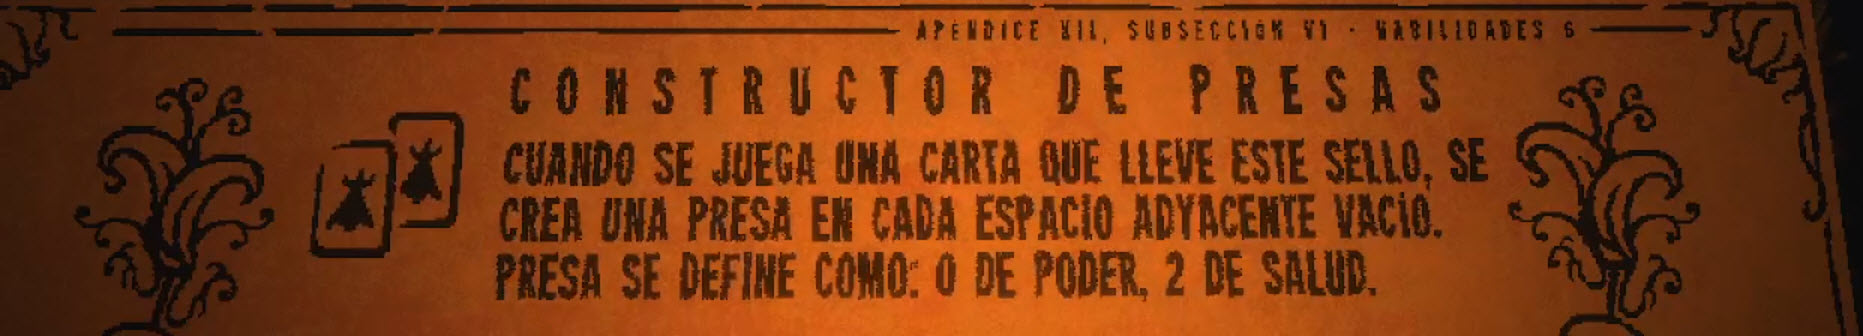 APÉNDICE XII, SUBSECCIÓN VI - HABILIDADES 6
CONSTRUCTOR DE PRESAS
CUANDO SE JUEGA UNA CARTA QUE LLEVE ESTE SELLO, SE
CREA UNA PRESA EN CADA ESPACIO ADYACENTE VACÍO.
PRESA SE DEFINE COMO: 0 DE PODER, 2 DE SALUD.